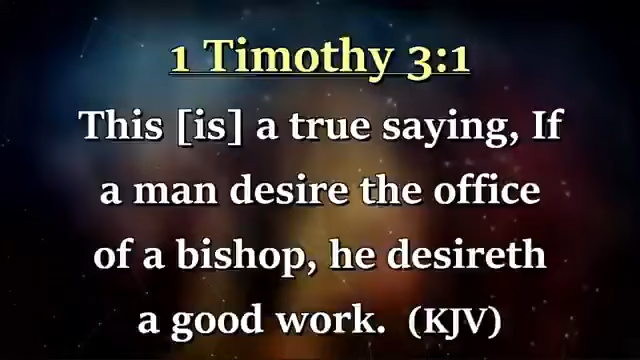 1 Timothy 3:1
This [is] a true saying, If
a man desire the office
of a bishop, he desireth
a good work. (KJV)